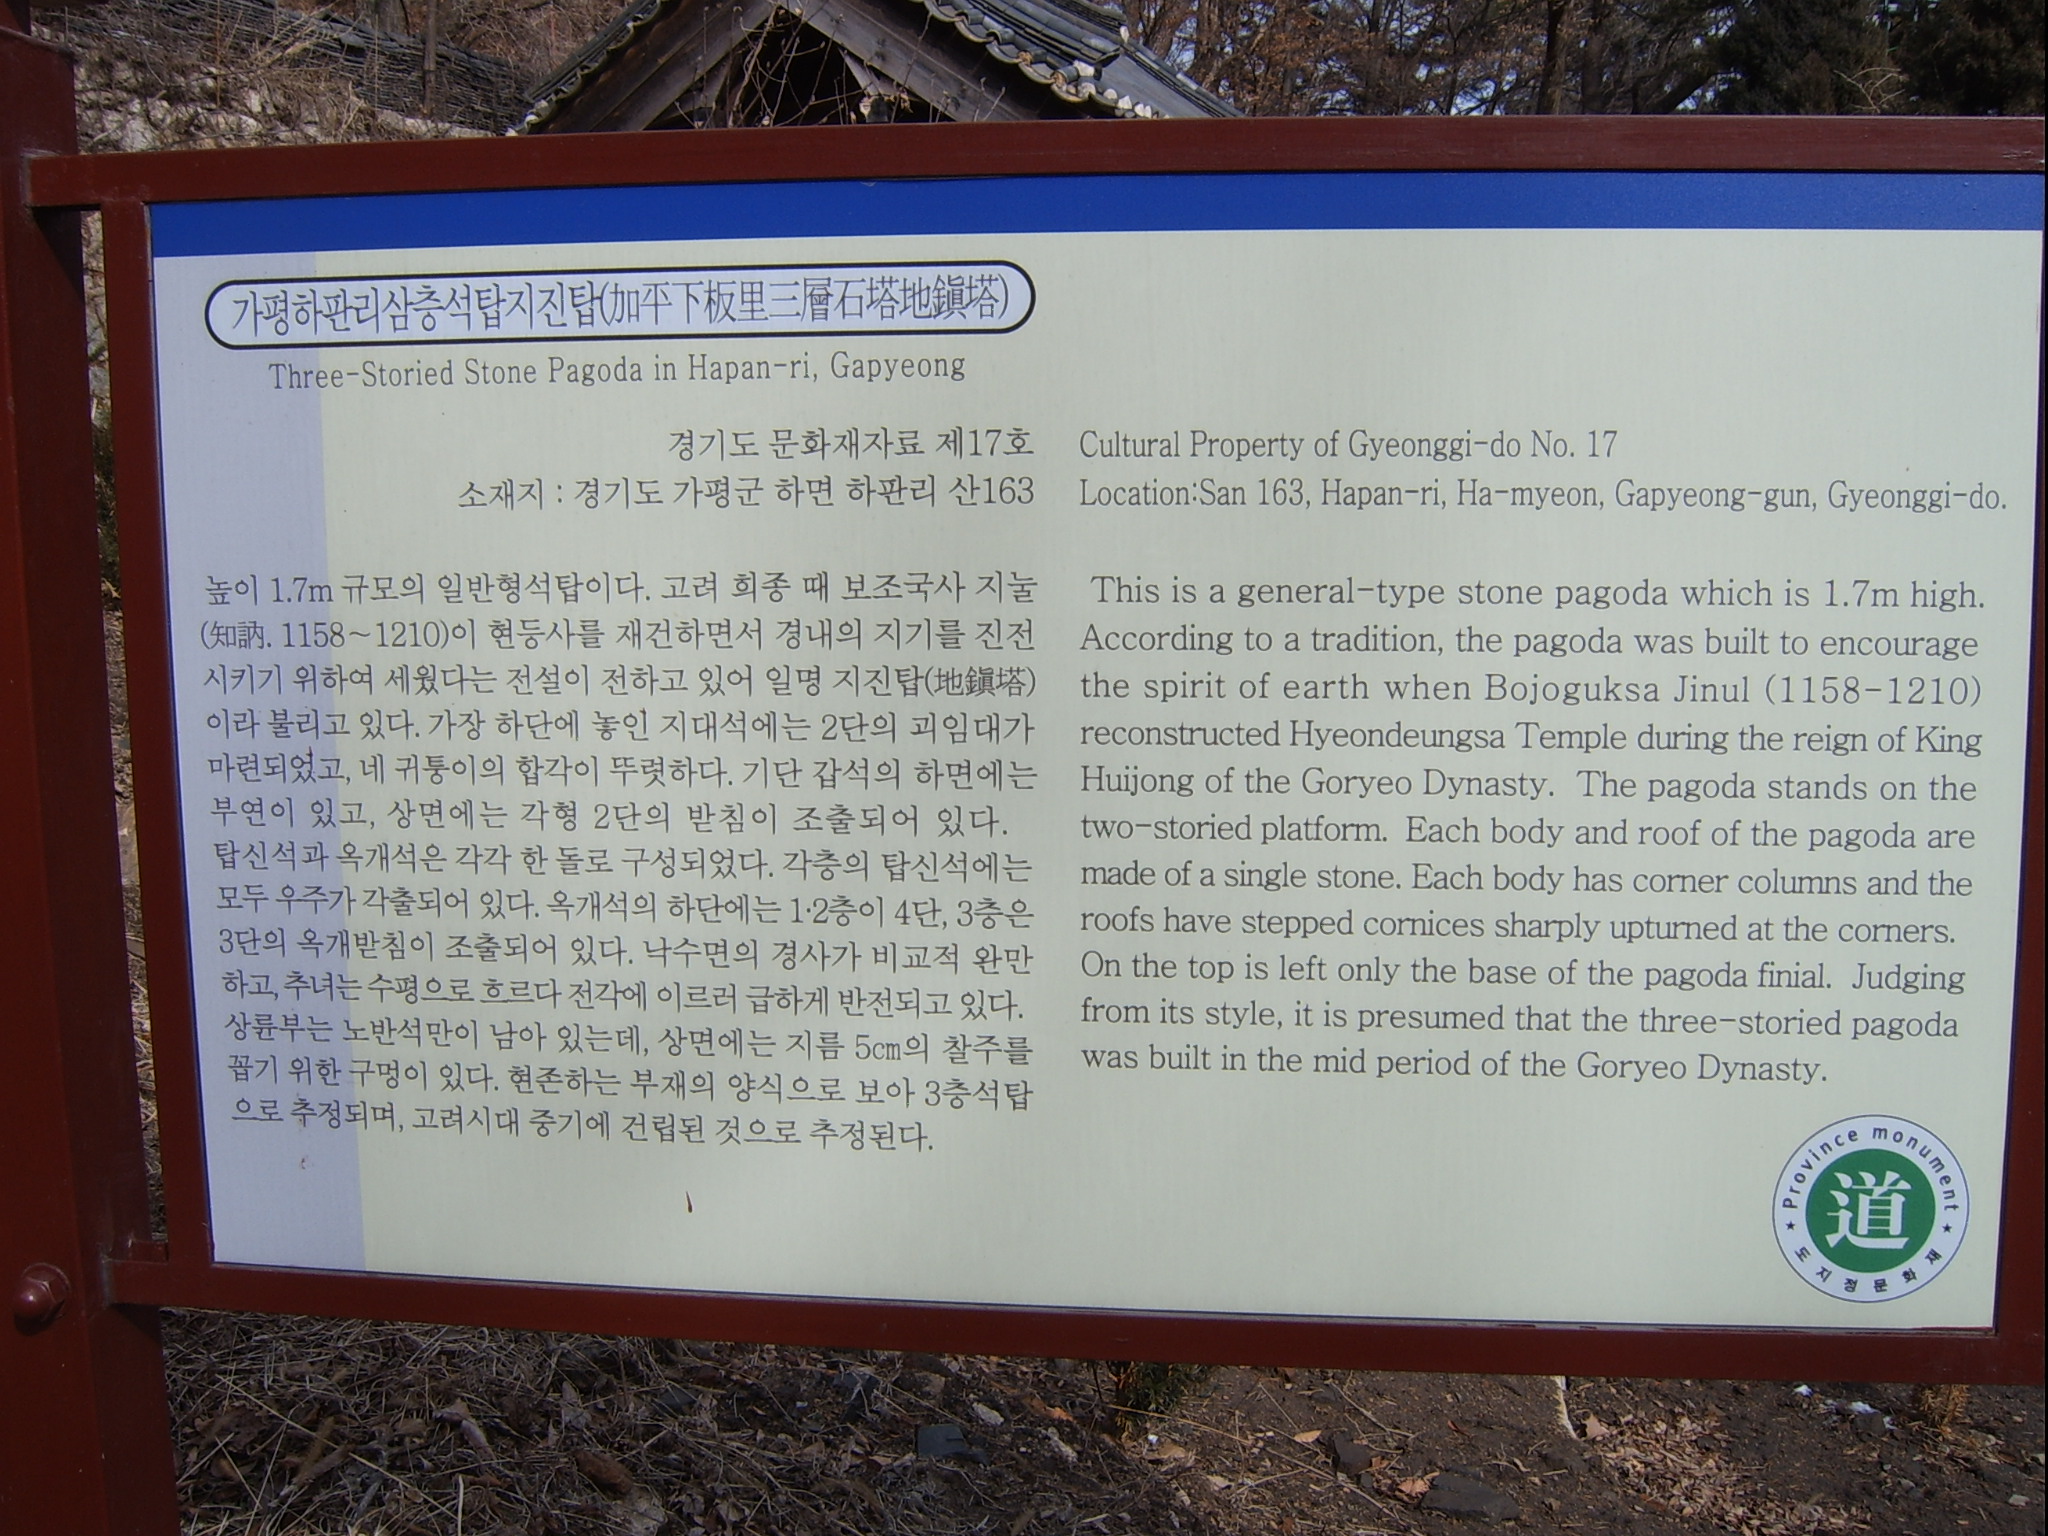 가평하판리삼층석탑지진탑(加平下板里三層石塔地鎭塔)
Three-Storied Stone Pagoda in Hapan-ri, Gapyeong
경기도 문화재자료 제17호
소재지 : 경기도 가평군 하면 하판리 산163
높이 1.7m 규모의 일반형석탑이다. 고려 희종 때 보조국사 지눌
(知訥. 1158~1210)이 현등사를 재건하면서 경내의 지기를 진전
시키기 위하여 세웠다는 전설이 전하고 있어 일명 지진탑(地鎭塔)
이라 불리고 있다. 가장 하단에 놓인 지대석에는 2단의 괴임대가
마련되었고, 네 귀퉁이의 합각이 뚜렷하다. 기단 갑석의 하면에는
부연이 있고, 상면에는 각형 2단의 받침이 조출되어 있다.
탑신석과 옥개석은 각각 한 돌로 구성되었다. 각층의 탑신석에는
모두 우주가 각출되어 있다. 옥개석의 하단에는 1·2층이 4단, 3층은
3단의 옥개받침이 조출되어 있다. 낙수면의 경사가 비교적 완만
하고, 추녀는 수평으로 흐르다 전각에 이르러 급하게 반전되고 있다.
상륜부는 노반석만이 남아 있는데, 상면에는 지름 5cm의 찰주를
꼽기 위한 구멍이 있다. 현존하는 부재의 양식으로 보아 3층석탑
으로 추정되며, 고려시대 중기에 건립된 것으로 추정된다.
Cultural Property of Gyeonggi-do No. 17
Location:San 163, Hapan-ri, Ha-myeon, Gapyeong-gun, Gyeonggi-do.
This is a general-type stone pagoda which is 1.7m high.
According to a tradition, the pagoda was built to encourage
the spirit of earth when Bojoguksa Jinul (1158-1210)
reconstructed Hyeondeungsa Temple during the reign of King
Huijong of the Goryeo Dynasty. The pagoda stands on the
two-storied platform. Each body and roof of the pagoda are
made of a single stone. Each body has corner columns and the
roofs have stepped cornices sharply upturned at the corners.
On the top is left only the base of the pagoda finial. Judging
from its style, it is presumed that the three-storied pagoda
was built in the mid period of the Goryeo Dynasty.
Province monument
道
도지정문화재